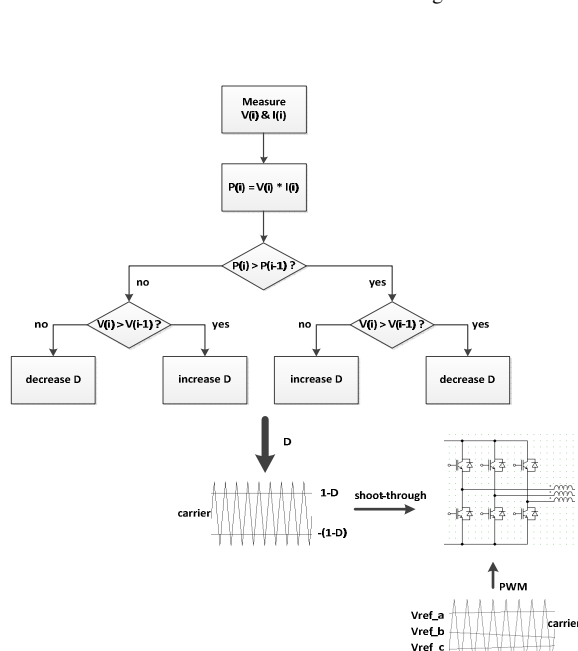 Measure
V(i) & I(i)
P(i) = V(i) * I(i)
P(i) > P(i-1) ?
no
yes
no
V(i) > V(i-1) ?
yes
no
V(i) > V(i-1) ?
yes
decrease D
increase D
increase D
decrease D
D
carrier
1-D
-(1-D)
shoot-through
PWM
Vref_a
Vref_b
Vref_c
carrier